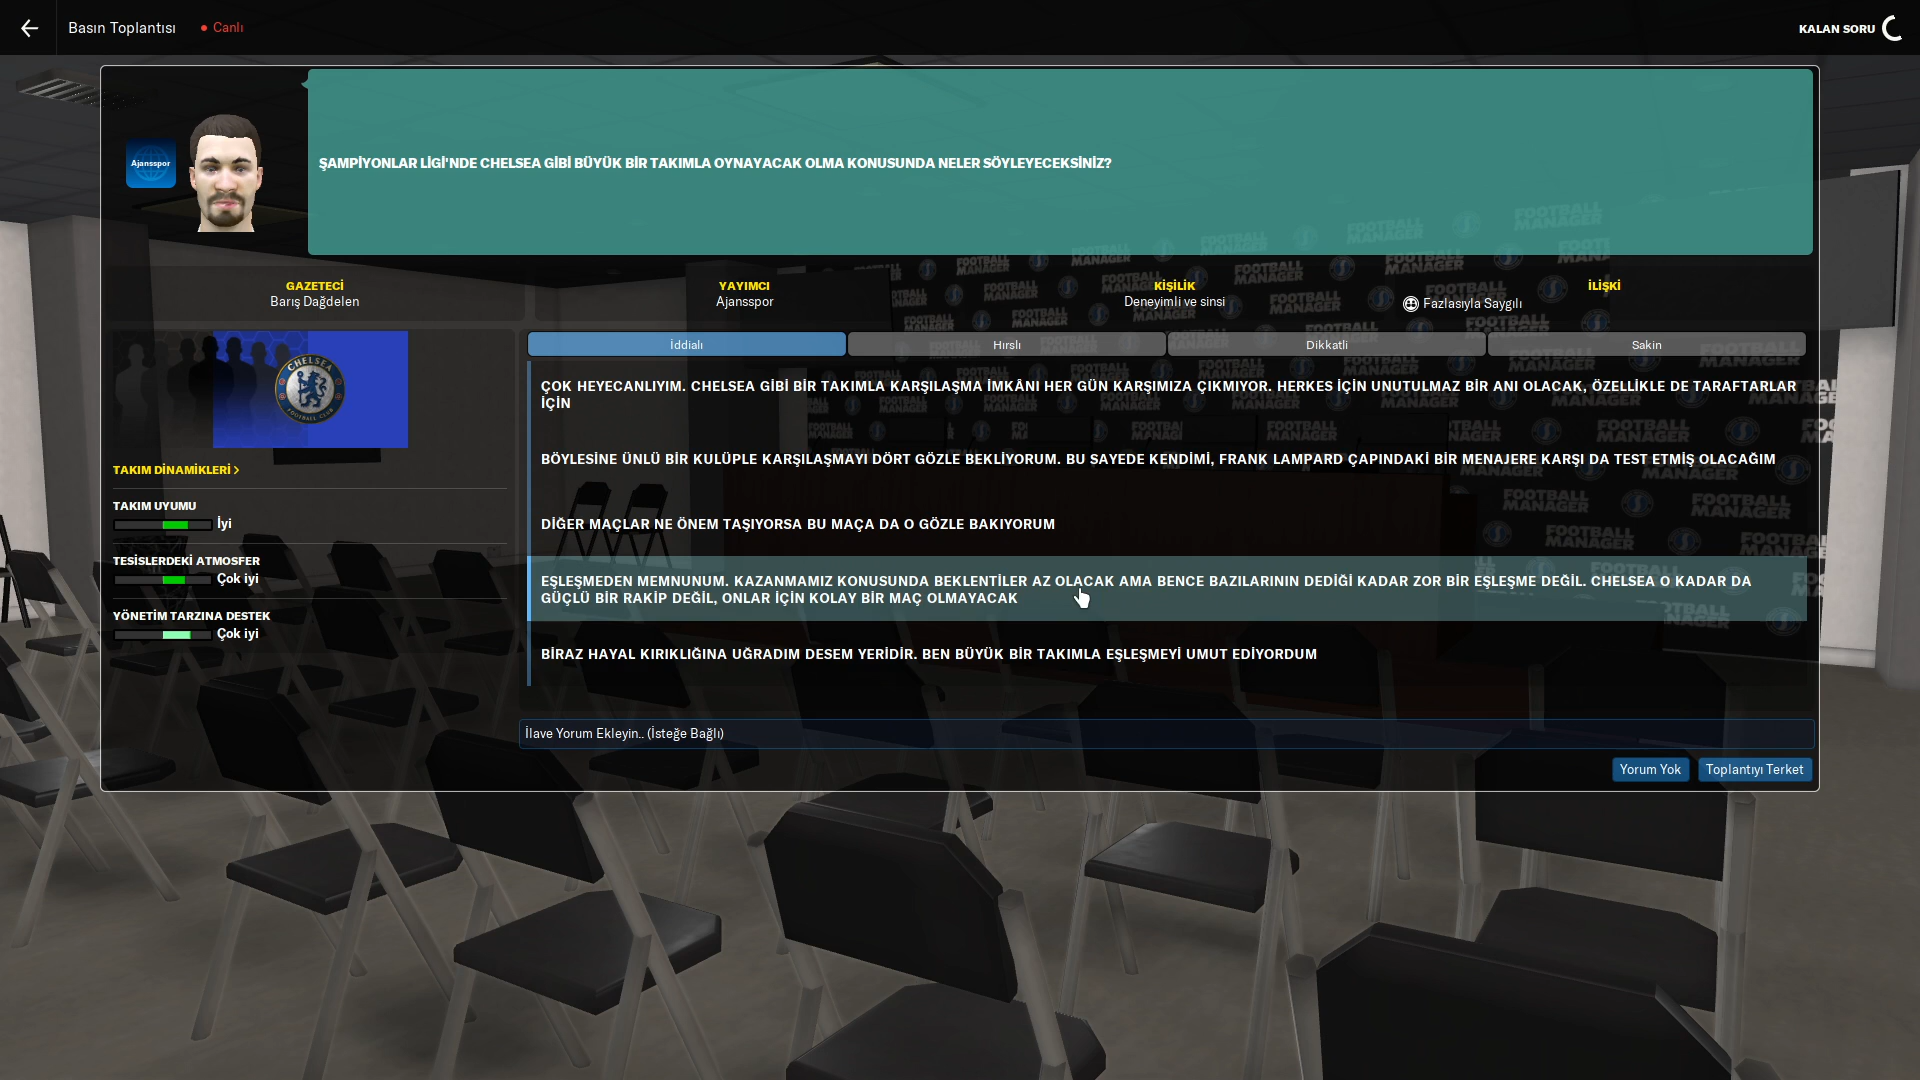 Basın Toplantısı
Canlı
KALAN SORU
Ajansspor
ŞAMPİYONLAR LİGİ'NDE CHELSEA GİBİ BÜYÜK BİR TAKIMLA OYNAYACAK OLMA KONUSUNDA NELER SÖYLEYECEKSİNİZ?
GAZETECİ
Barış Dağdelen
YAYIMCI
Ajansspor
KİŞİLİK
Deneyimli ve sinsi
İLİŞKİ
Fazlasıyla Saygılı
İddialı
Hırslı
Dikkatli
Sakin
CHELSEA
FOOTBALL CLUB
TAKIM DİNAMİKLERİ >
TAKIM UYUMU
İyi
TESİSLERDEKİ ATMOSFER
Çok iyi
YÖNETİM TARZINA DESTEK
Çok iyi
ÇOK HEYECANLIYIM. CHELSEA GİBİ BİR TAKIMLA KARŞILAŞMA İMKÂNI HER GÜN KARŞIMIZA ÇIKMIYOR. HERKES İÇİN UNUTULMAZ BİR ANI OLACAK, ÖZELLİKLE DE TARAFTARLAR
İÇİN
BÖYLESİNE ÜNLÜ BİR KULÜPLE KARŞILAŞMAYI DÖRT GÖZLE BEKLİYORUM. BU SAYEDE KENDİMİ, FRANK LAMPARD ÇAPINDAKİ BİR MENAJERE KARŞI DA TEST ETMİŞ OLACAĞIM
DİĞER MAÇLAR NE ÖNEM TAŞIYORSA BU MAÇA DA O GÖZLE BAKIYORUM
EŞLEŞMEDEN MEMNUNUM. KAZANMAMIZ KONUSUNDA BEKLENTİLER AZ OLACAK AMA BENCE BAZILARININ DEDİĞİ KADAR ZOR BİR EŞLEŞME DEĞİL. CHELSEA O KADAR DA
GÜÇLÜ BİR RAKİP DEĞİL, ONLAR İÇİN KOLAY BİR MAÇ OLMAYACAK
BİRAZ HAYAL KIRIKLIĞINA UĞRADIM DESEM YERİDİR. BEN BÜYÜK BİR TAKIMLA EŞLEŞMEYİ UMUT EDİYORDUM
İlave Yorum Ekleyin.. (İsteğe Bağlı)
Yorum Yok
Toplantıyı Terket
FOOTBALL
MANAGER